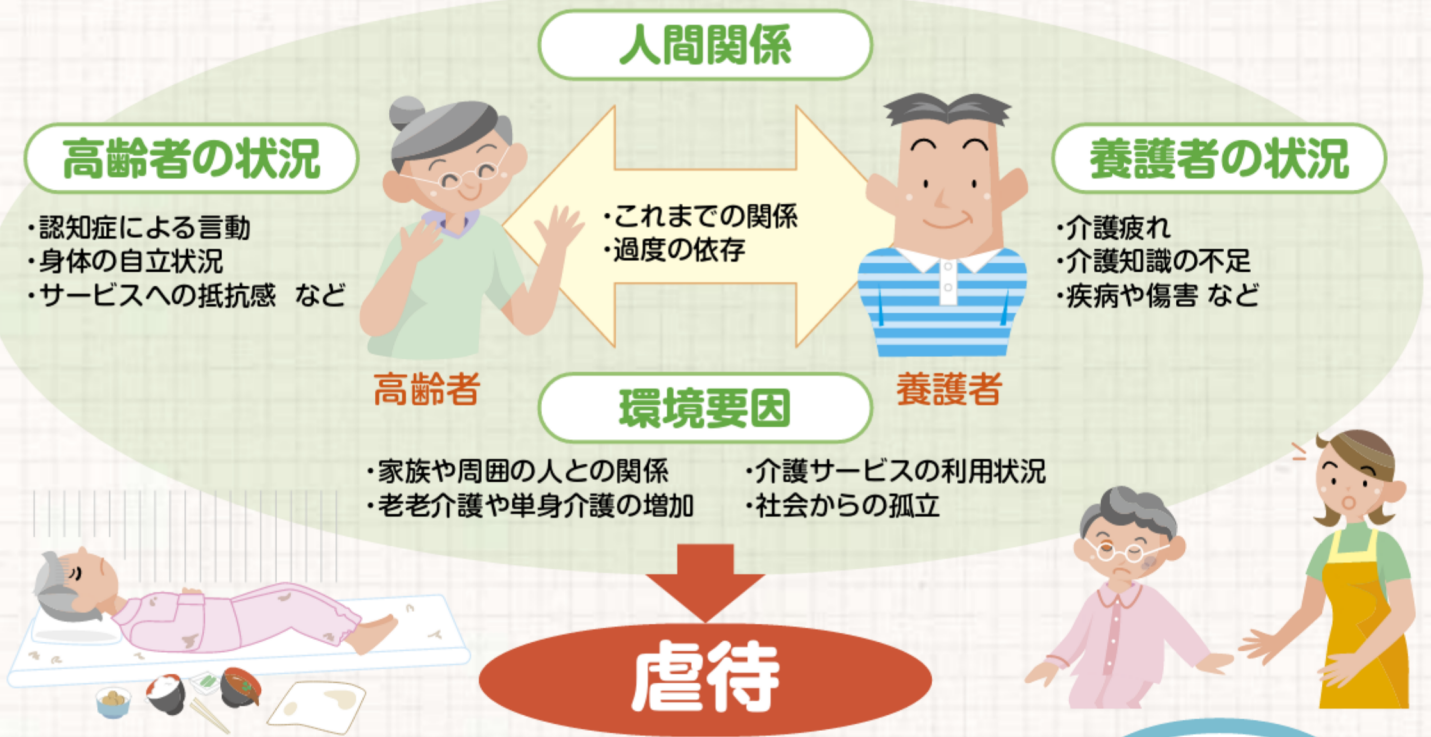 人間関係
高齢者の状況
・認知症による言動
・身体の自立状況
・サービスへの抵抗感 など
・これまでの関係
・過度の依存
養護者の状況
・介護疲れ
・介護知識の不足
・疾病や傷害 など
高齢者
養護者
環境要因
・家族や周囲の人との関係
・老老介護や単身介護の増加
・介護サービスの利用状況
・社会からの孤立
虐待